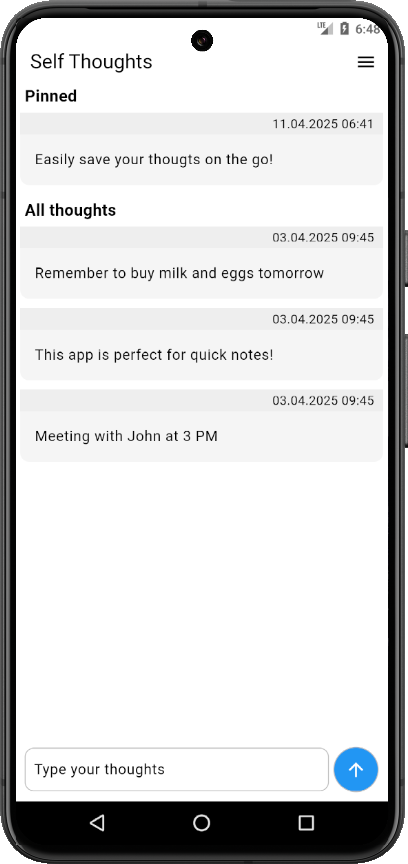 LTE 6:48
Self Thoughts
Pinned
11.04.2025 06:41
Easily save your thougts on the go!
All thoughts
03.04.2025 09:45
Remember to buy milk and eggs tomorrow
03.04.2025 09:45
This app is perfect for quick notes!
03.04.2025 09:45
Meeting with John at 3 PM
Type your thoughts